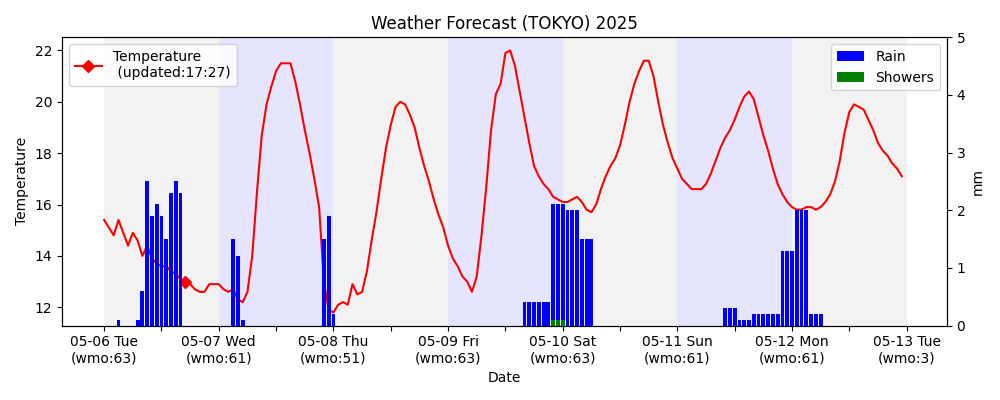 Weather Forecast (TOKYO) 2025
Temperature
(updated:17:27)
Rain
Showers
Temperature
22
20
18
16
14
12
5
4
3
2
1
0
mm
05-06 Tue
(wmo:63)
05-07 Wed
(wmo:61)
05-08 Thu
(wmo:51)
05-09 Fri
(wmo:63)
05-10 Sat
(wmo:63)
05-11 Sun
(wmo:61)
05-12 Mon
(wmo:61)
05-13 Tue
(wmo:3)
Date